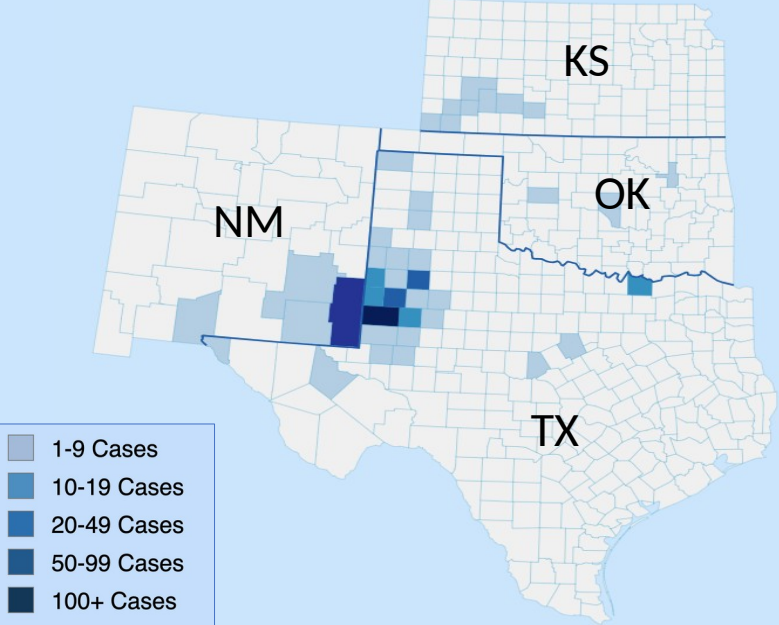 KS
OK
NM
TX
1-9 Cases
10-19 Cases
20-49 Cases
50-99 Cases
100+ Cases